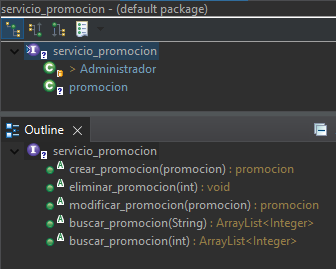 servicio_promocion - (default package)
servicio_promocion
> Administrador
promocion
Outline
servicio_promocion
crear_promocion(promocion) : promocion
eliminar_promocion(int) : void
modificar_promocion(promocion) : promocion
buscar_promocion(String) : ArrayList<Integer>
buscar_promocion(int) : ArrayList<Integer>